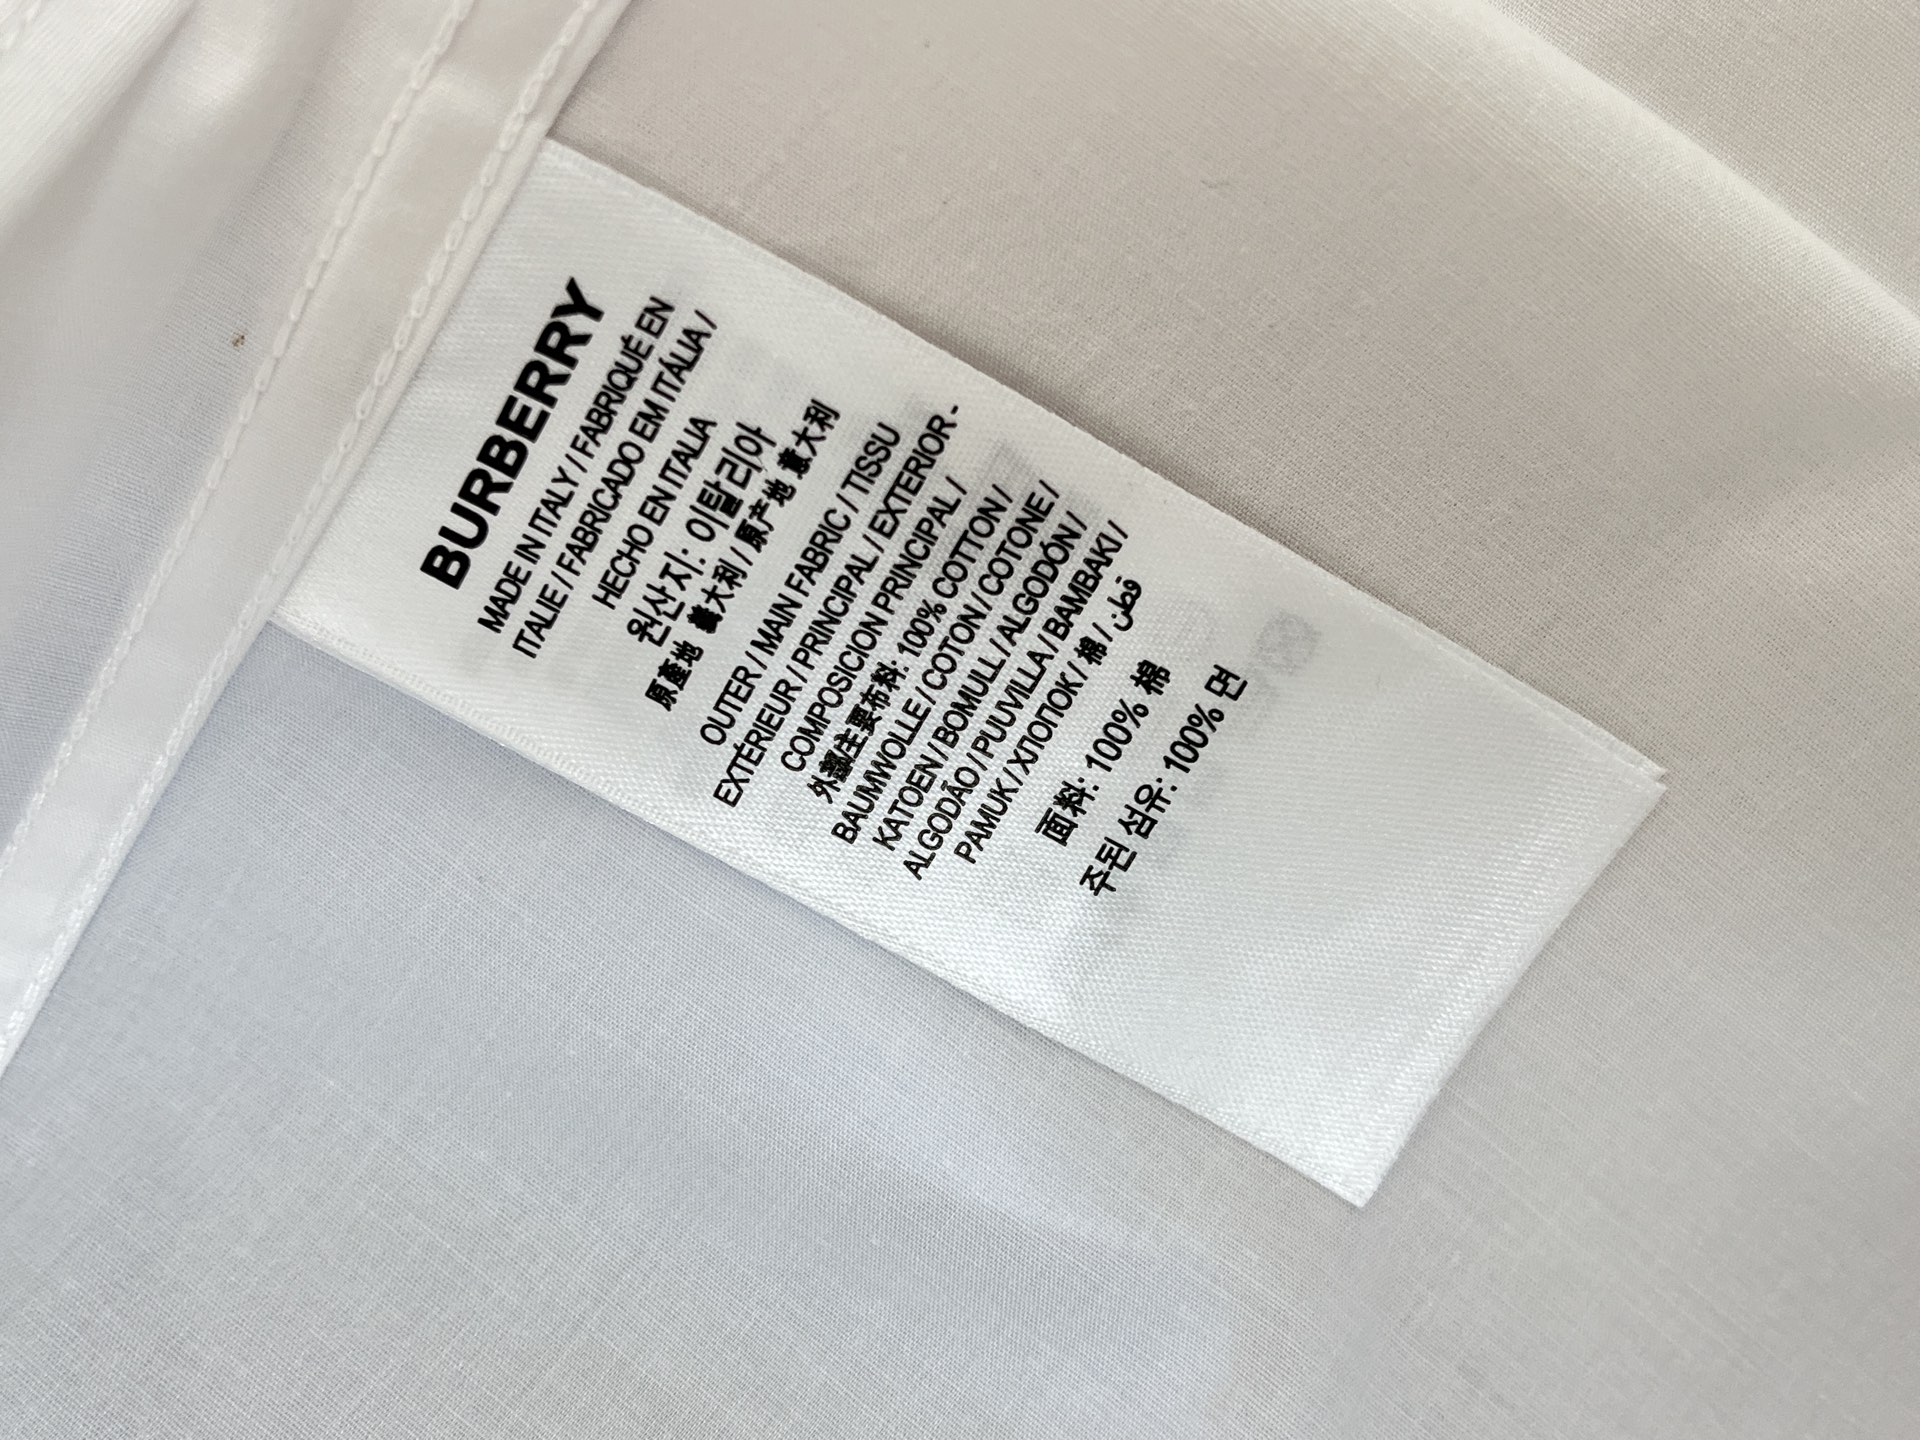 BURBERRY
MADE IN ITALY / FABRIQUÉ EN
ITALIE / FABRICADO EM ITÁLIA /
HECHO EN ITALIA
원산지: 이탈리아
原產地 義大利 / 原产地 意大利
OUTER / MAIN FABRIC / TISSU
EXTÉRIEUR / PRINCIPAL / EXTERIOR -
COMPOSICION PRINCIPAL /
外部主要布料: 100% COTTON /
BAUMWOLLE / COTON / COTONE /
KATOEN / BOMULL / ALGODÓN /
ALGODÃO / PUUVILLA / BAMBAKI /
PAMUK / ХЛОПОК / 棉 / قطن
面料: 100% 棉
주된 섬유: 100% 면